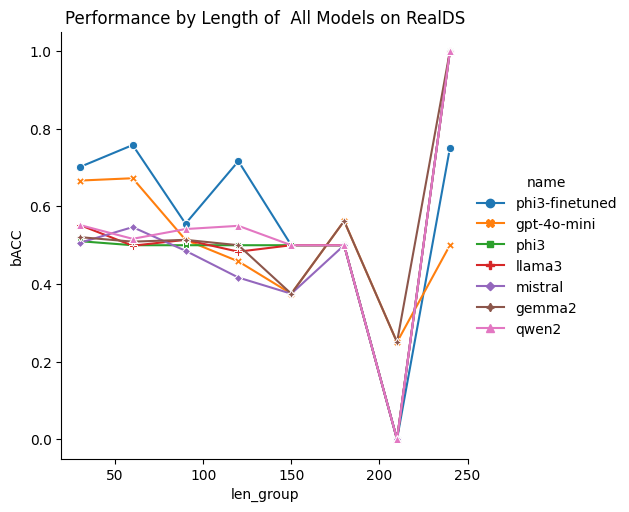 Performance by Length of  All Models on RealDS
1.0
0.8
0.6
0.4
0.2
0.0
bACC
50
100
150
200
250
len_group
name
phi3-finetuned
gpt-4o-mini
phi3
llama3
mistral
gemma2
qwen2